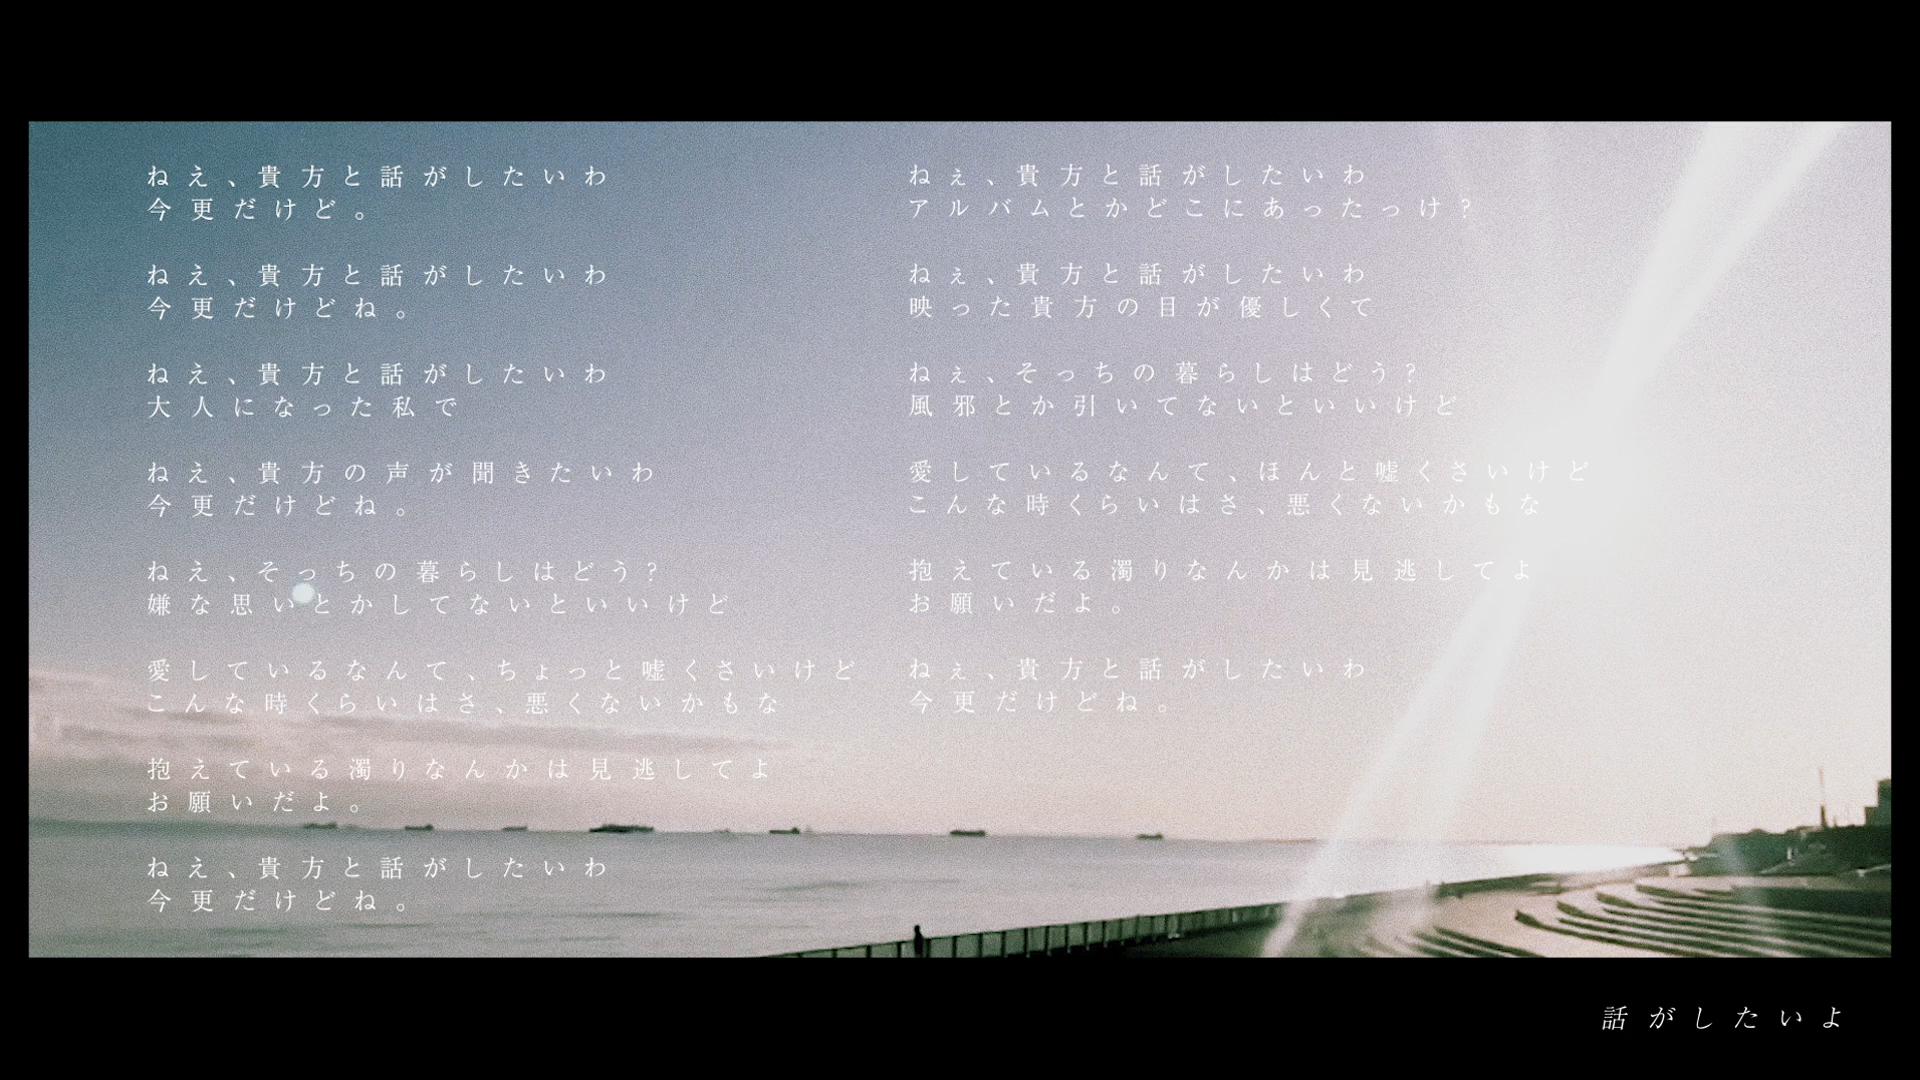 ねえ、貴方と話がしたいわ
今更だけど。
ねえ、貴方と話がしたいわ
今更だけどね。
ねえ、貴方と話がしたいわ
大人になった私で
ねえ、貴方の声が聞きたいわ
今更だけどね。
ねえ、そっちの暮らしはどう?
嫌な思いとかしてないといいけど
愛しているなんて、ちょっと嘘くさいけど
こんな時くらいはさ、悪くないかもな
抱えている濁りなんかは見逃してよ
お願いだよ。
ねえ、貴方と話がしたいわ
今更だけどね。
ねぇ、貴方と話がしたいわ
アルバムとかどこにあったっけ?
ねぇ、貴方と話がしたいわ
映った貴方の目が優しくて
ねぇ、そっちの暮らしはどう?
風邪とか引いてないといいけど
愛しているなんて、ほんと嘘くさいけど
こんな時くらいはさ、悪くないかもな
抱えている濁りなんかは見逃してよ
お願いだよ。
ねぇ、貴方と話がしたいわ
今更だけどね。
話がしたいよ